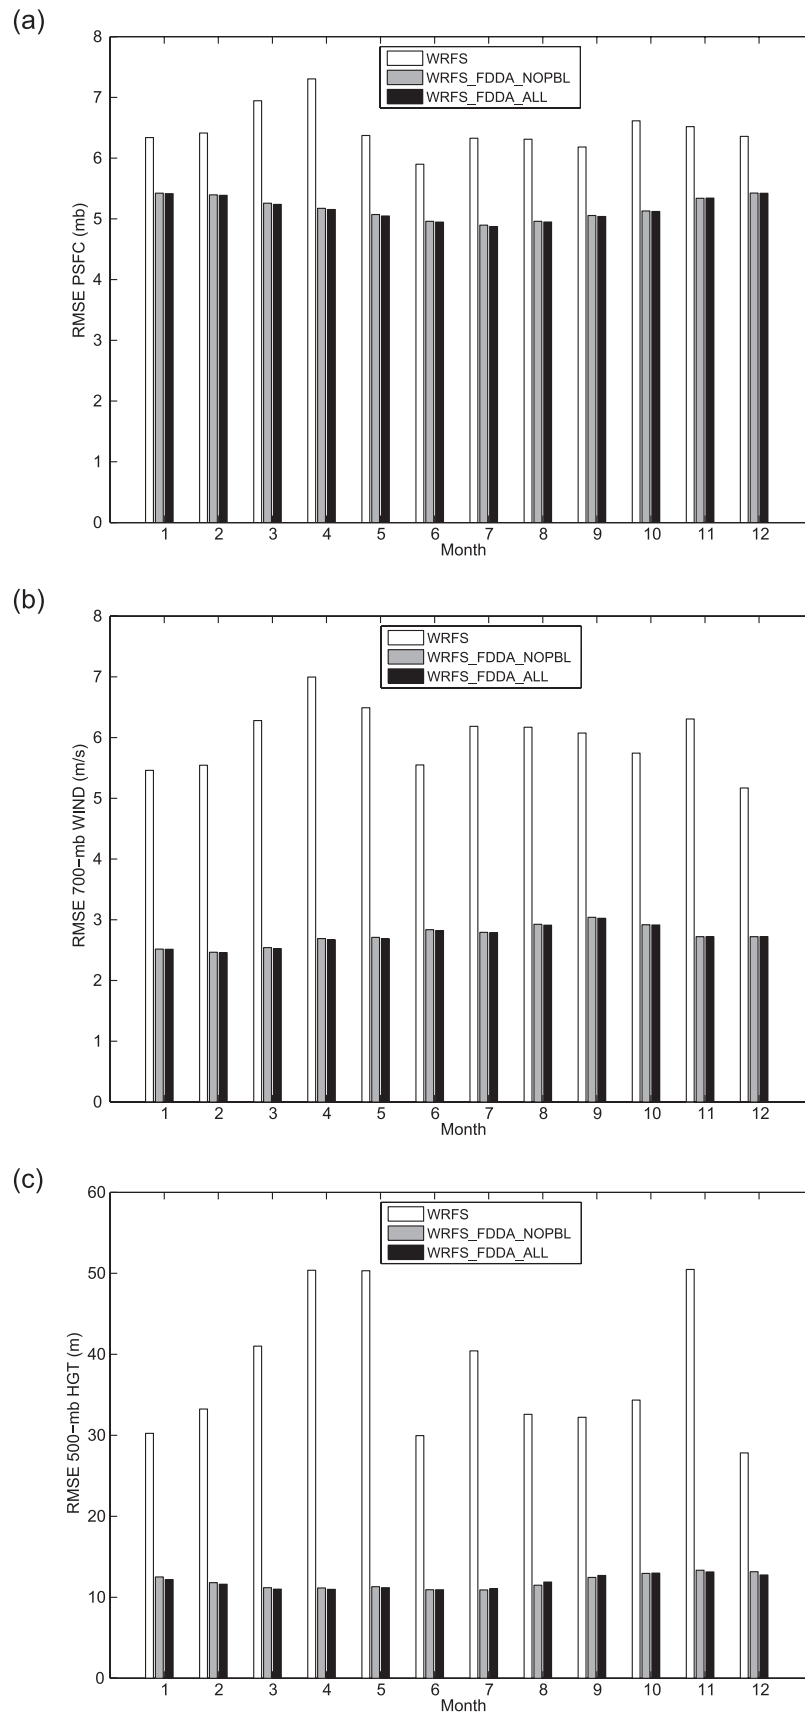 (a)
8
7
6
5
4
3
2
1
0
RMSE PSFC (mb)
WRFS
WRFS_FDDA_NOPBL
WRFS_FDDA_ALL
1 2 3 4 5 6 7 8 9 10 11 12
Month
(b)
8
7
6
5
4
3
2
1
0
RMSE 700−mb WIND (m/s)
WRFS
WRFS_FDDA_NOPBL
WRFS_FDDA_ALL
1 2 3 4 5 6 7 8 9 10 11 12
Month
(c)
60
50
40
30
20
10
0
RMSE 500−mb HGT (m)
WRFS
WRFS_FDDA_NOPBL
WRFS_FDDA_ALL
1 2 3 4 5 6 7 8 9 10 11 12
Month